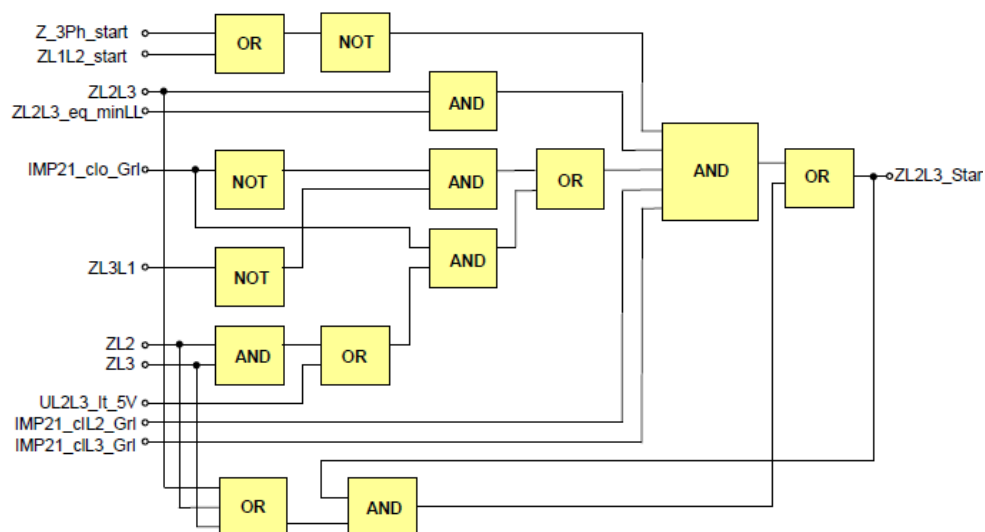 Z_3Ph_start
ZL1L2_start
OR
NOT
ZL2L3
ZL2L3_eq_minLL
AND
IMP21_clo_Grl
NOT
AND
OR
AND
OR
ZL2L3_Star
ZL3L1
NOT
AND
ZL2
ZL3
AND
OR
UL2L3_lt_5V
IMP21_clL2_Grl
IMP21_clL3_Grl
OR
AND